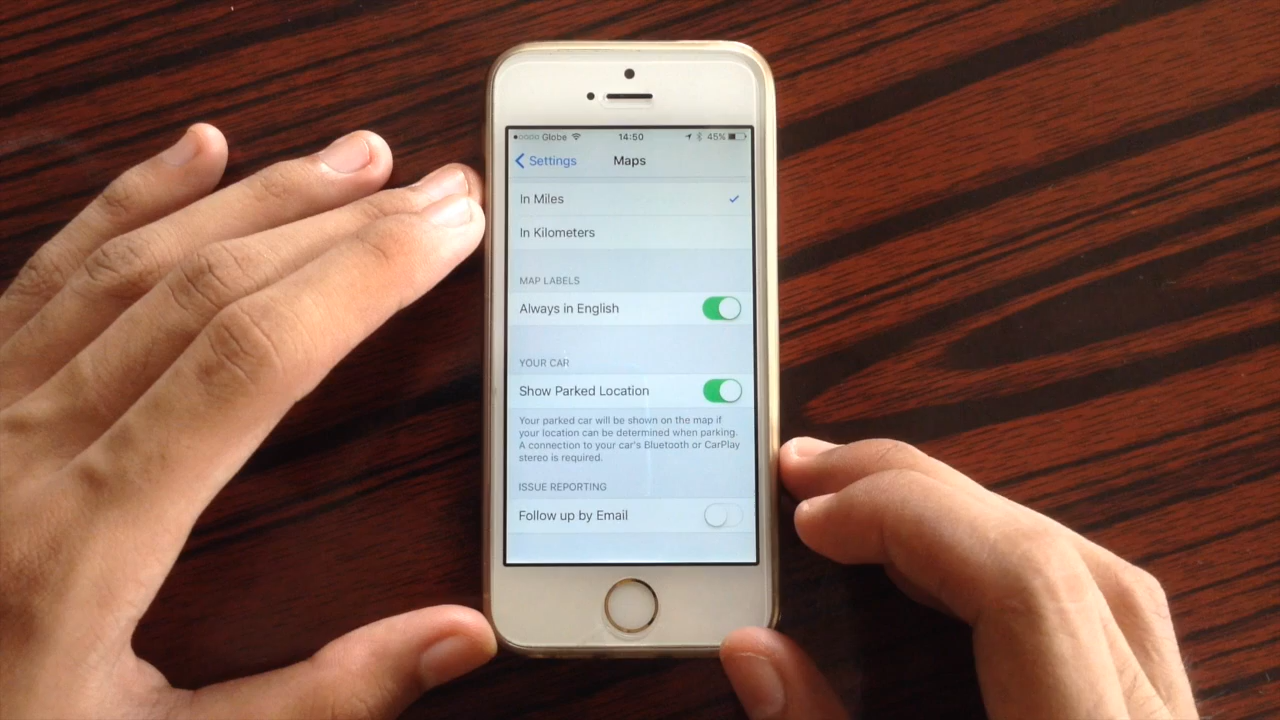 Globe 14:50 45%
Settings Maps
In Miles
In Kilometers
MAP LABELS
Always in English
YOUR CAR
Show Parked Location
Your parked car will be shown on the map if
your location can be determined when parking.
A connection to your car's Bluetooth or CarPlay
stereo is required.
ISSUE REPORTING
Follow up by Email